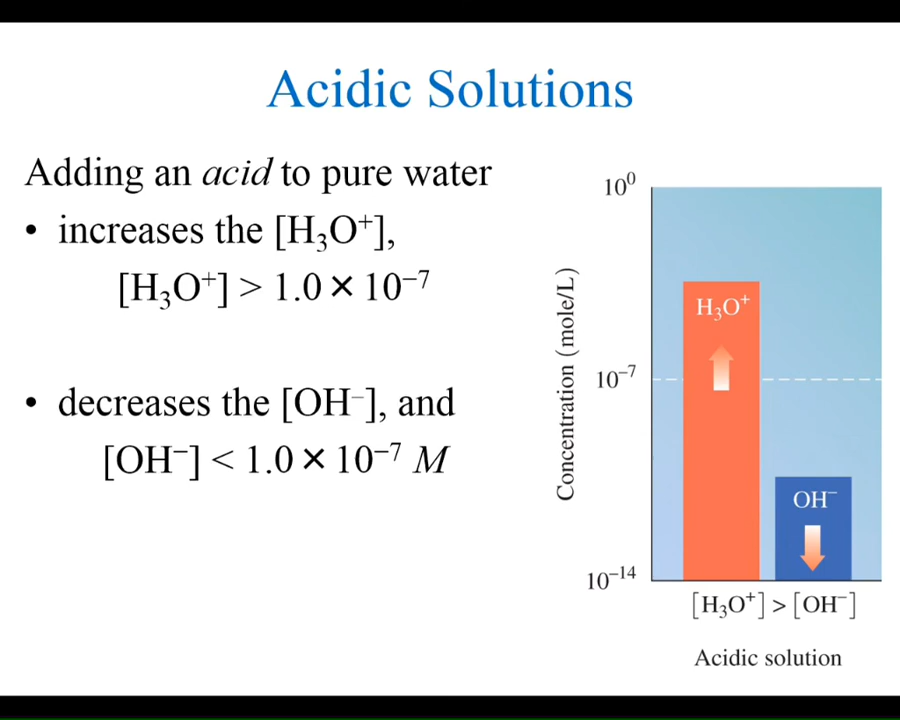 Acidic Solutions
Adding an acid to pure water
• increases the [H₃O⁺],
[H₃O⁺] > 1.0 × 10⁻⁷
• decreases the [OH⁻], and
[OH⁻] < 1.0 × 10⁻⁷ M
Concentration (mole/L)
10⁰
10⁻⁷
10⁻¹⁴
H₃O⁺
OH⁻
[H₃O⁺] > [OH⁻]
Acidic solution